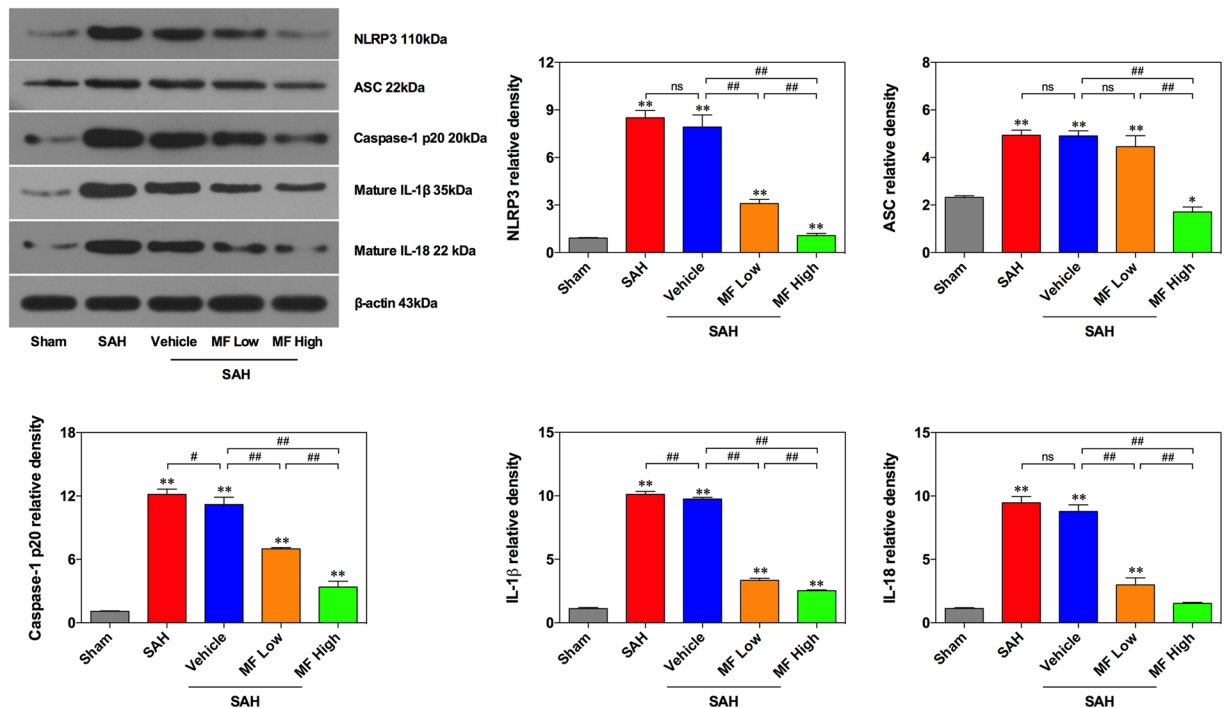 NLRP3 110kDa
ASC 22kDa
Caspase-1 p20 20kDa
Mature IL-1β 35kDa
Mature IL-18 22 kDa
β-actin 43kDa
Sham SAH Vehicle MF Low MF High
SAH
NLRP3 relative density
12
9
6
3
0
** ns ** ## ** ## ## **
Sham SAH Vehicle MF Low MF High
SAH
ASC relative density
8
6
4
2
0
** ns ** ns ** ## ## *
Sham SAH Vehicle MF Low MF High
SAH
Caspase-1 p20 relative density
18
12
6
0
** # ** ## ** ## ## **
Sham SAH Vehicle MF Low MF High
SAH
IL-1β relative density
15
10
5
0
** ## ** ## ** ## ## **
Sham SAH Vehicle MF Low MF High
SAH
IL-18 relative density
15
10
5
0
** ns ** ## ** ## ##
Sham SAH Vehicle MF Low MF High
SAH